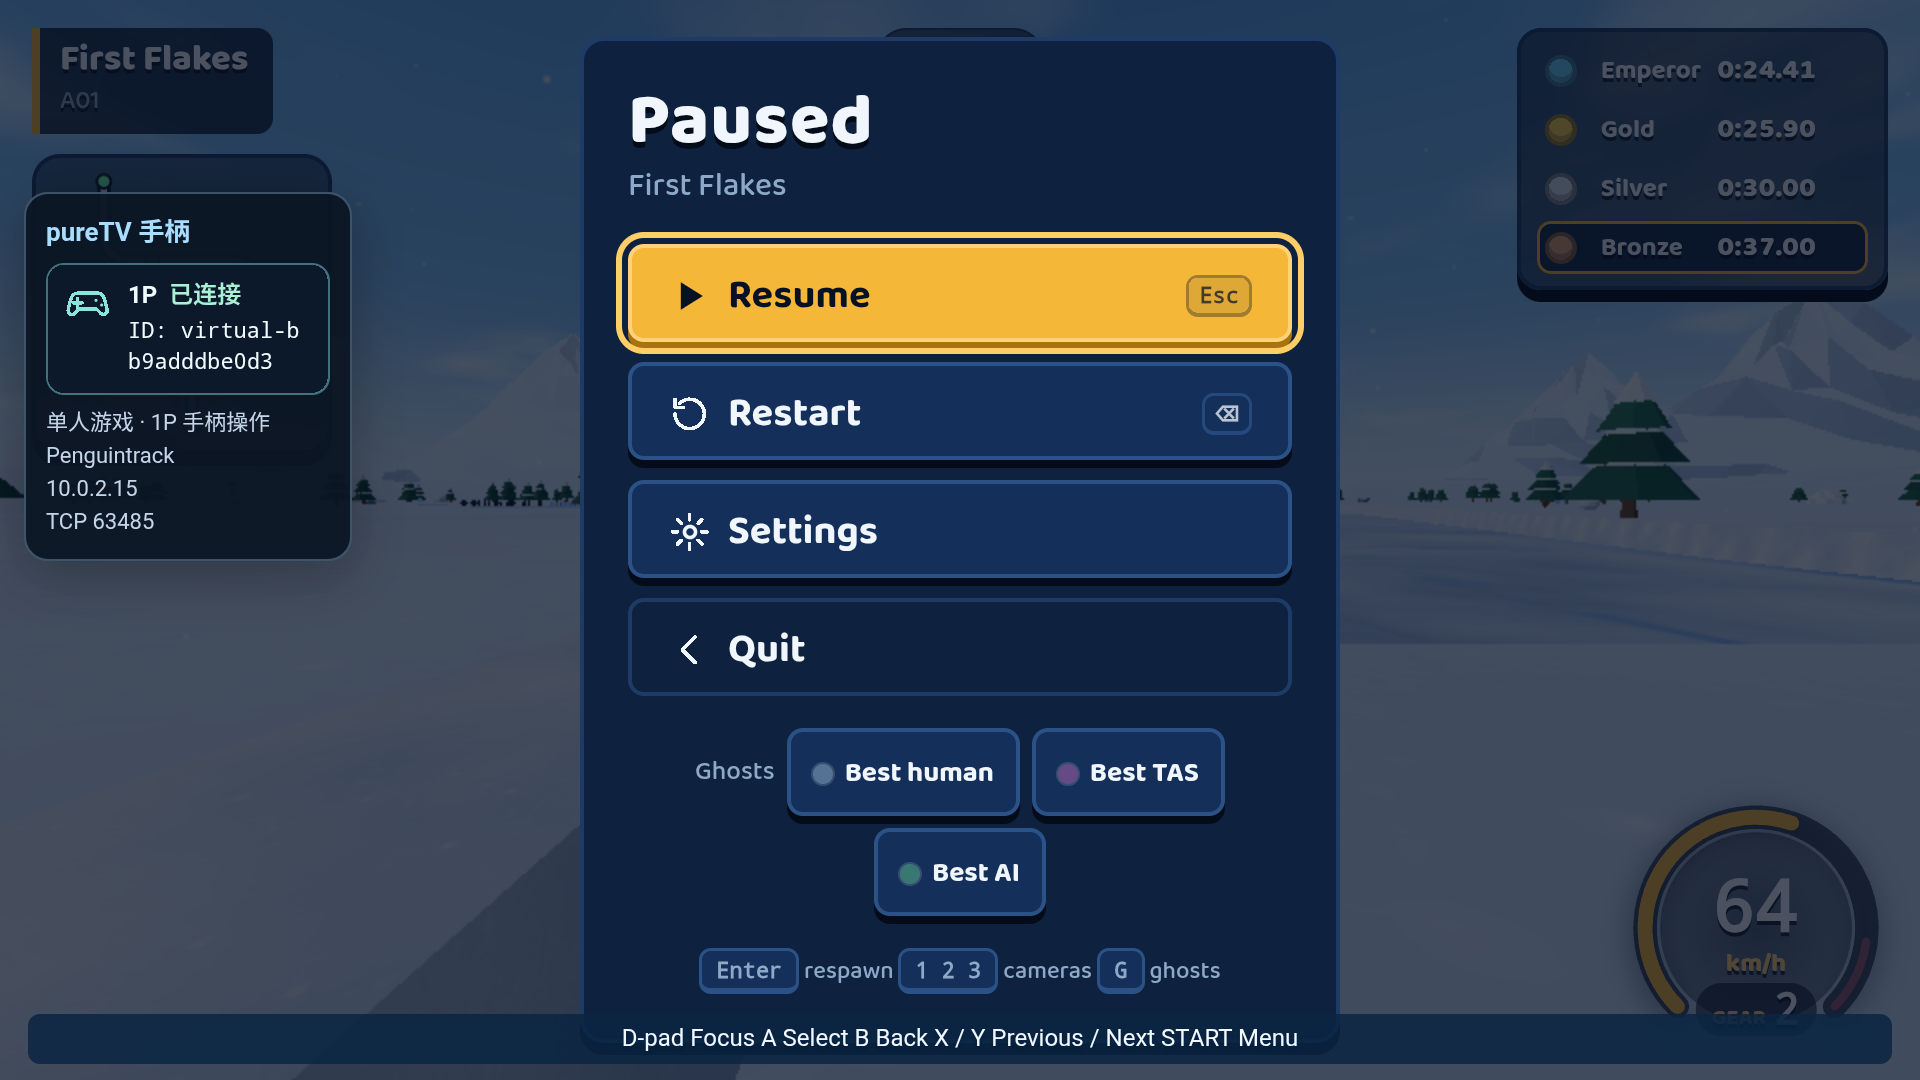 First Flakes
A01
pureTV 手柄
1P 已连接
ID: virtual-b
b9adddbe0d3
单人游戏 · 1P 手柄操作
Penguintrack
10.0.2.15
TCP 63485
Paused
First Flakes
Resume Esc
Restart
Settings
Quit
Ghosts Best human Best TAS
Best AI
Enter respawn 1 2 3 cameras G ghosts
D-pad Focus A Select B Back X / Y Previous / Next START Menu
Emperor 0:24.41
Gold 0:25.90
Silver 0:30.00
Bronze 0:37.00
64
km/h
GEAR 2